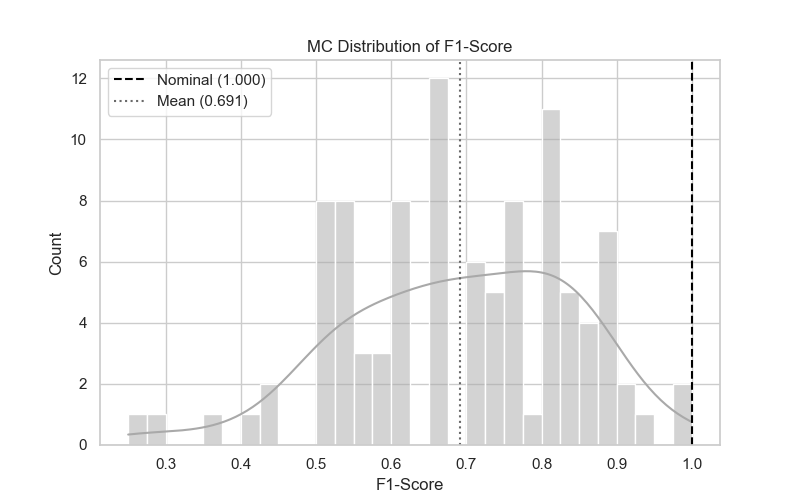 MC Distribution of F1-Score
Nominal (1.000)
Mean (0.691)
Count
12
10
8
6
4
2
0
0.3 0.4 0.5 0.6 0.7 0.8 0.9 1.0
F1-Score